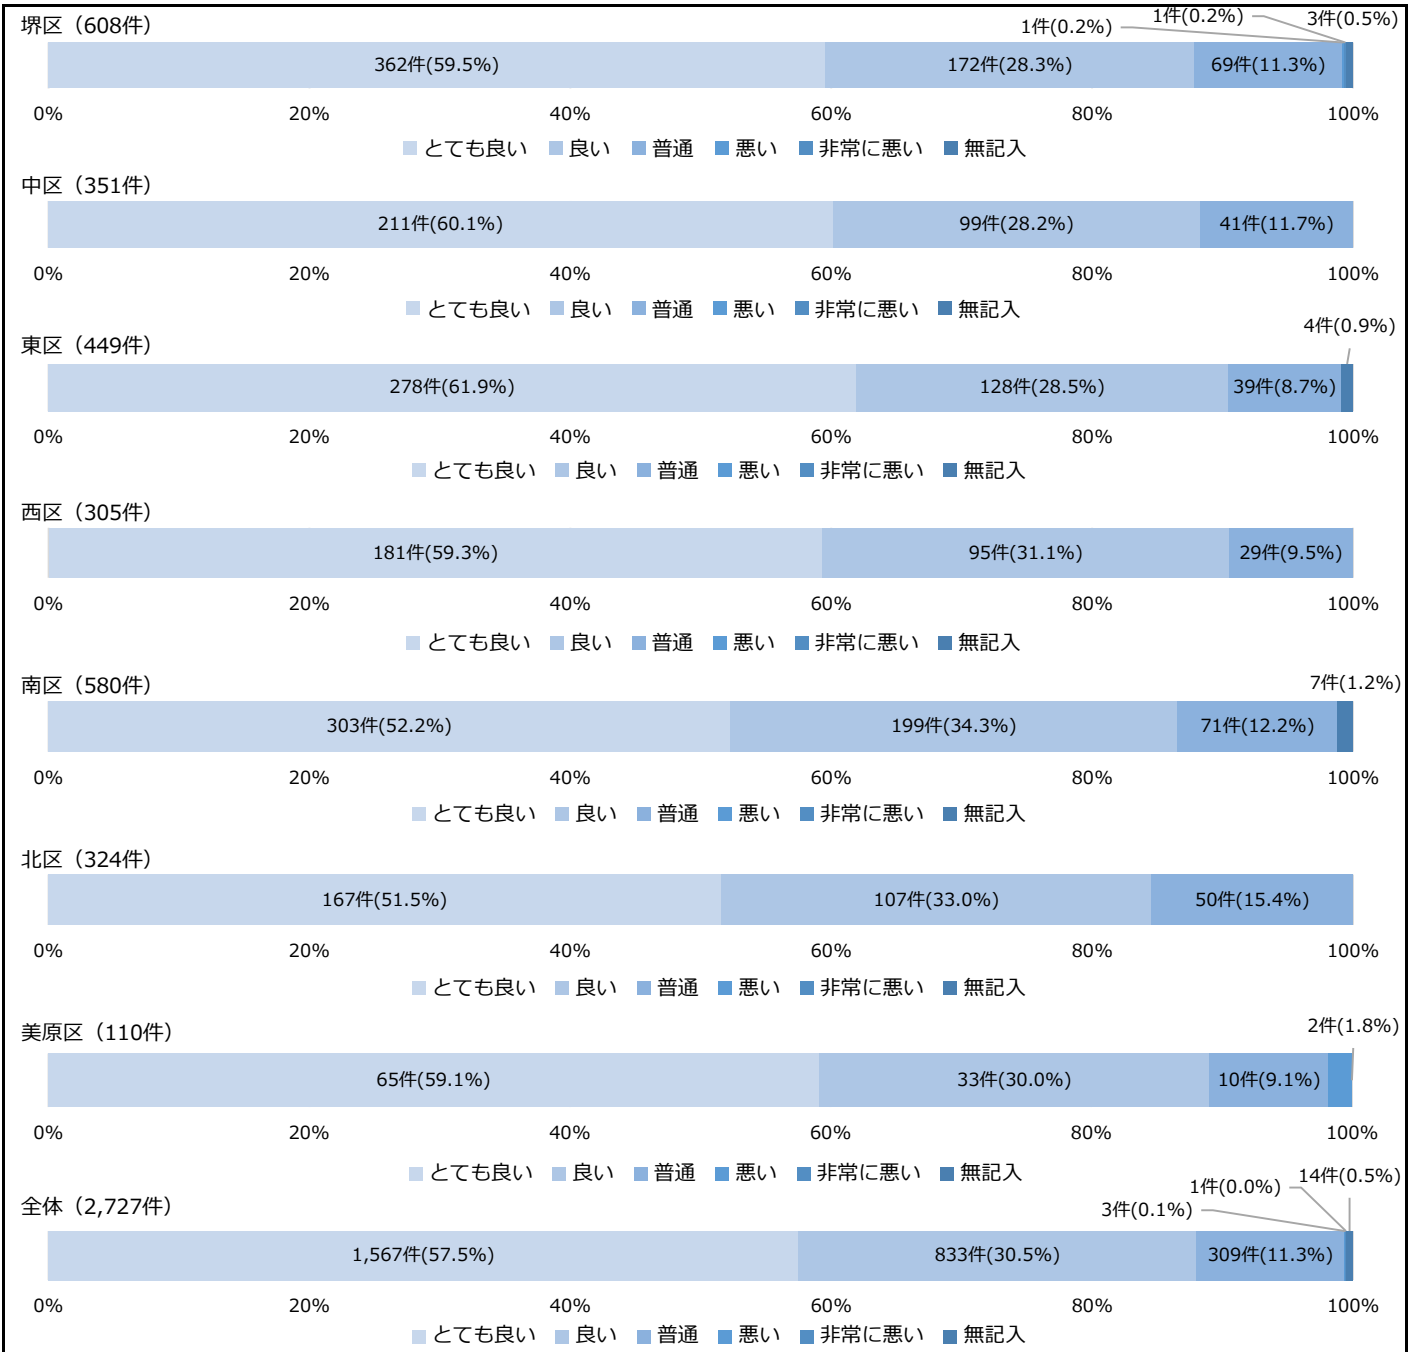 堺区（608件）
1件(0.2%) 1件(0.2%) 3件(0.5%)
362件(59.5%) 172件(28.3%) 69件(11.3%)
0% 20% 40% 60% 80% 100%
とても良い 良い 普通 悪い 非常に悪い 無記入
中区（351件）
211件(60.1%) 99件(28.2%) 41件(11.7%)
0% 20% 40% 60% 80% 100%
とても良い 良い 普通 悪い 非常に悪い 無記入
東区（449件）
4件(0.9%)
278件(61.9%) 128件(28.5%) 39件(8.7%)
0% 20% 40% 60% 80% 100%
とても良い 良い 普通 悪い 非常に悪い 無記入
西区（305件）
181件(59.3%) 95件(31.1%) 29件(9.5%)
0% 20% 40% 60% 80% 100%
とても良い 良い 普通 悪い 非常に悪い 無記入
南区（580件）
7件(1.2%)
303件(52.2%) 199件(34.3%) 71件(12.2%)
0% 20% 40% 60% 80% 100%
とても良い 良い 普通 悪い 非常に悪い 無記入
北区（324件）
167件(51.5%) 107件(33.0%) 50件(15.4%)
0% 20% 40% 60% 80% 100%
とても良い 良い 普通 悪い 非常に悪い 無記入
美原区（110件）
2件(1.8%)
65件(59.1%) 33件(30.0%) 10件(9.1%)
0% 20% 40% 60% 80% 100%
とても良い 良い 普通 悪い 非常に悪い 無記入
全体（2,727件）
3件(0.1%) 1件(0.0%) 14件(0.5%)
1,567件(57.5%) 833件(30.5%) 309件(11.3%)
0% 20% 40% 60% 80% 100%
とても良い 良い 普通 悪い 非常に悪い 無記入